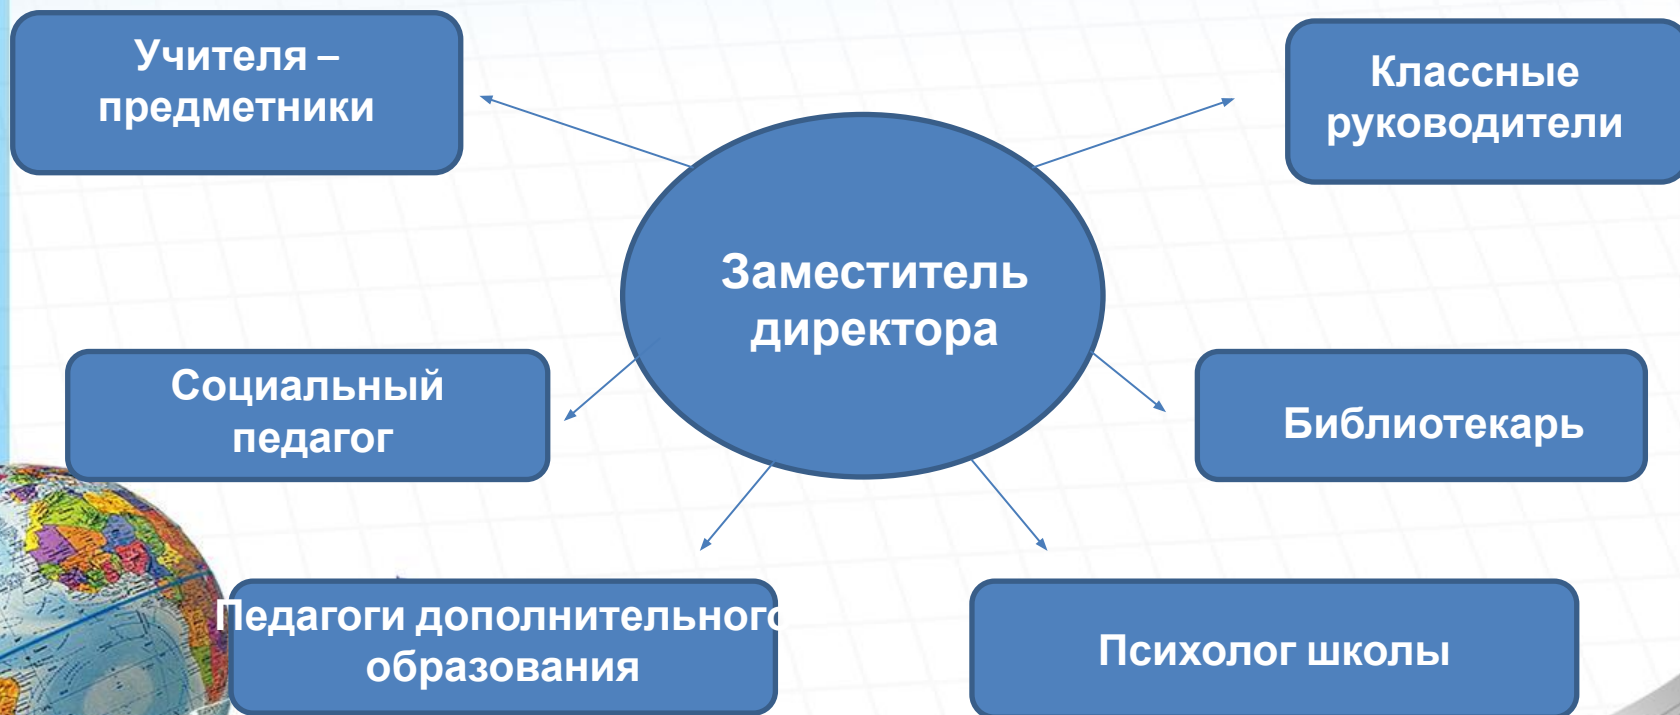 Учителя –
предметники
Классные
руководители
Заместитель
директора
Социальный
педагог
Библиотекарь
Педагоги дополнительного
образования
Психолог школы